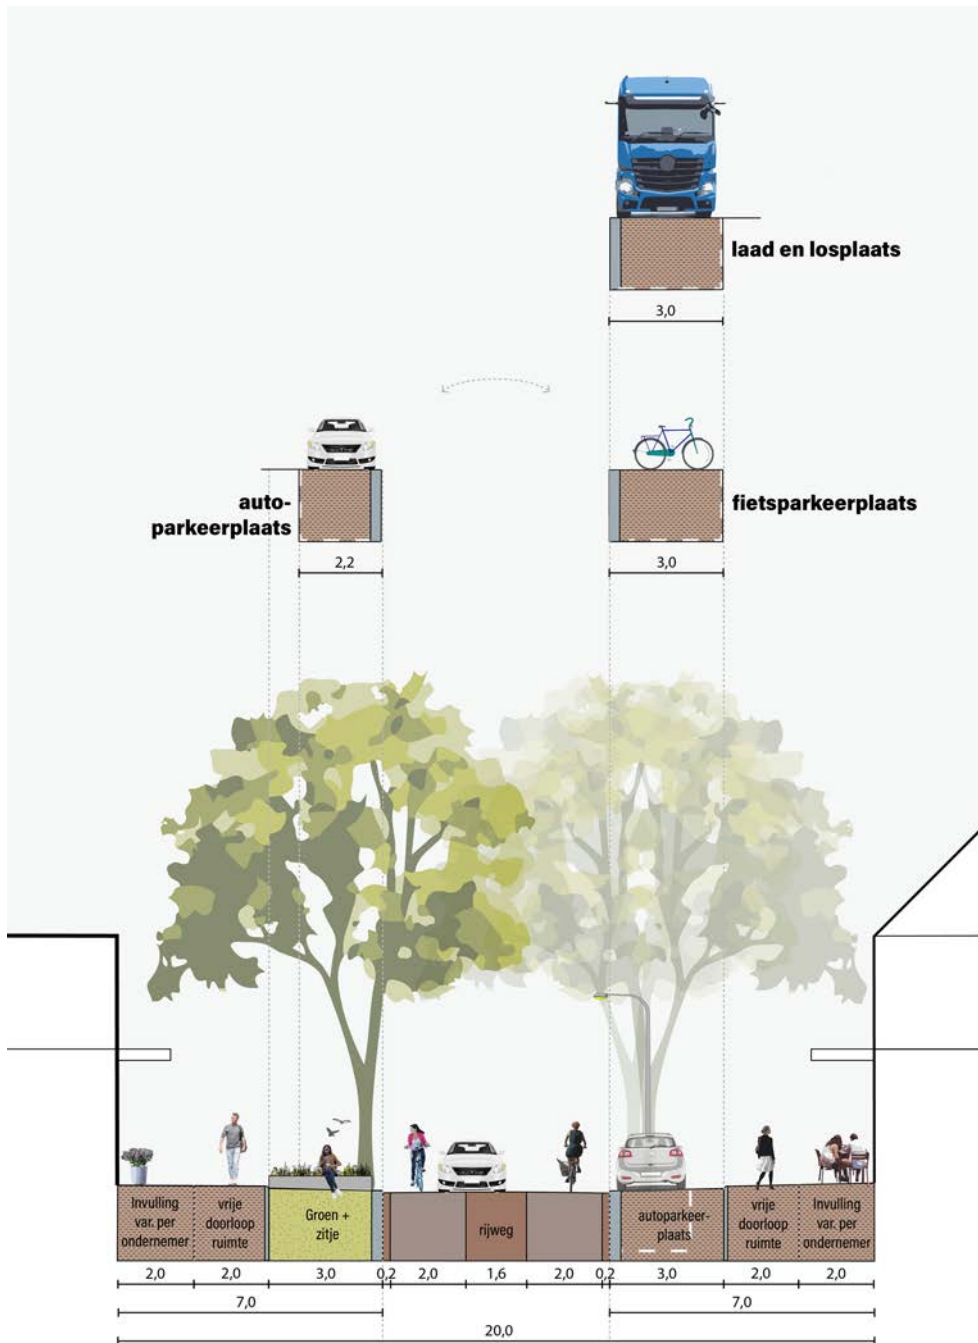 laad en losplaats
3,0
auto-
parkeerplaats
fietsparkeerplaats
2,2
3,0
Invulling
var. per
ondernemer
vrije
doorloop
ruimte
Groen +
zitje
rijweg
autoparkeer-
plaats
vrije
doorloop
ruimte
Invulling
var. per
ondernemer
2,0 2,0 3,0 0,2 2,0 1,6 2,0 0,2 3,0 2,0 2,0
7,0 7,0
20,0